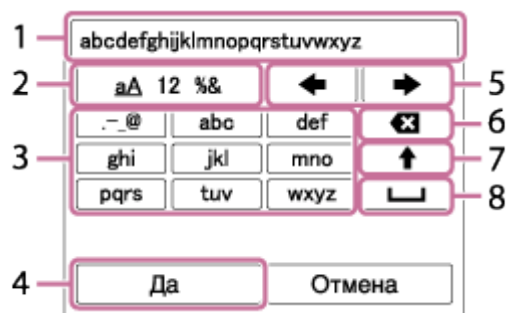 1 abcdefghijklmnopqrstuvwxyz
2 aA 12 %& 5
.-_@ abc def 6
3 ghi jkl mno 7
pqrs tuv wxyz 8
4 Да Отмена